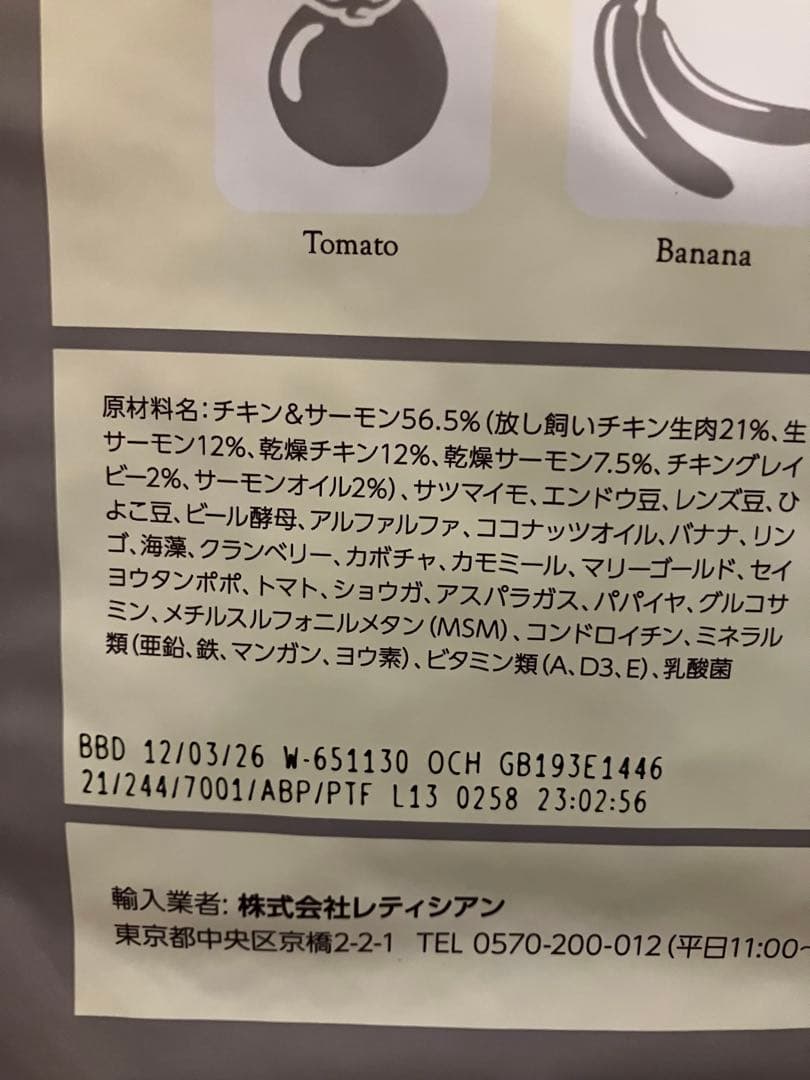 Tomato
Banana
原材料名：チキン&サーモン56.5%（放し飼いチキン生肉21%、生
サーモン12%、乾燥チキン12%、乾燥サーモン7.5%、チキングレイ
ビー2%、サーモンオイル2%）、サツマイモ、エンドウ豆、レンズ豆、ひ
よこ豆、ビール酵母、アルファルファ、ココナッツオイル、バナナ、リン
ゴ、海藻、クランベリー、カボチャ、カモミール、マリーゴールド、セイ
ヨウタンポポ、トマト、ショウガ、アスパラガス、パパイヤ、グルコサ
ミン、メチルスルフォニルメタン（MSM）、コンドロイチン、ミネラル
類（亜鉛、鉄、マンガン、ヨウ素）、ビタミン類（A、D3、E）、乳酸菌
BBD 12/03/26 W-651130 OCH GB193E1446
21/244/7001/ABP/PTF L13 0258 23:02:56
輸入業者: 株式会社レティシアン
東京都中央区京橋2-2-1 TEL 0570-200-012（平日11:00~